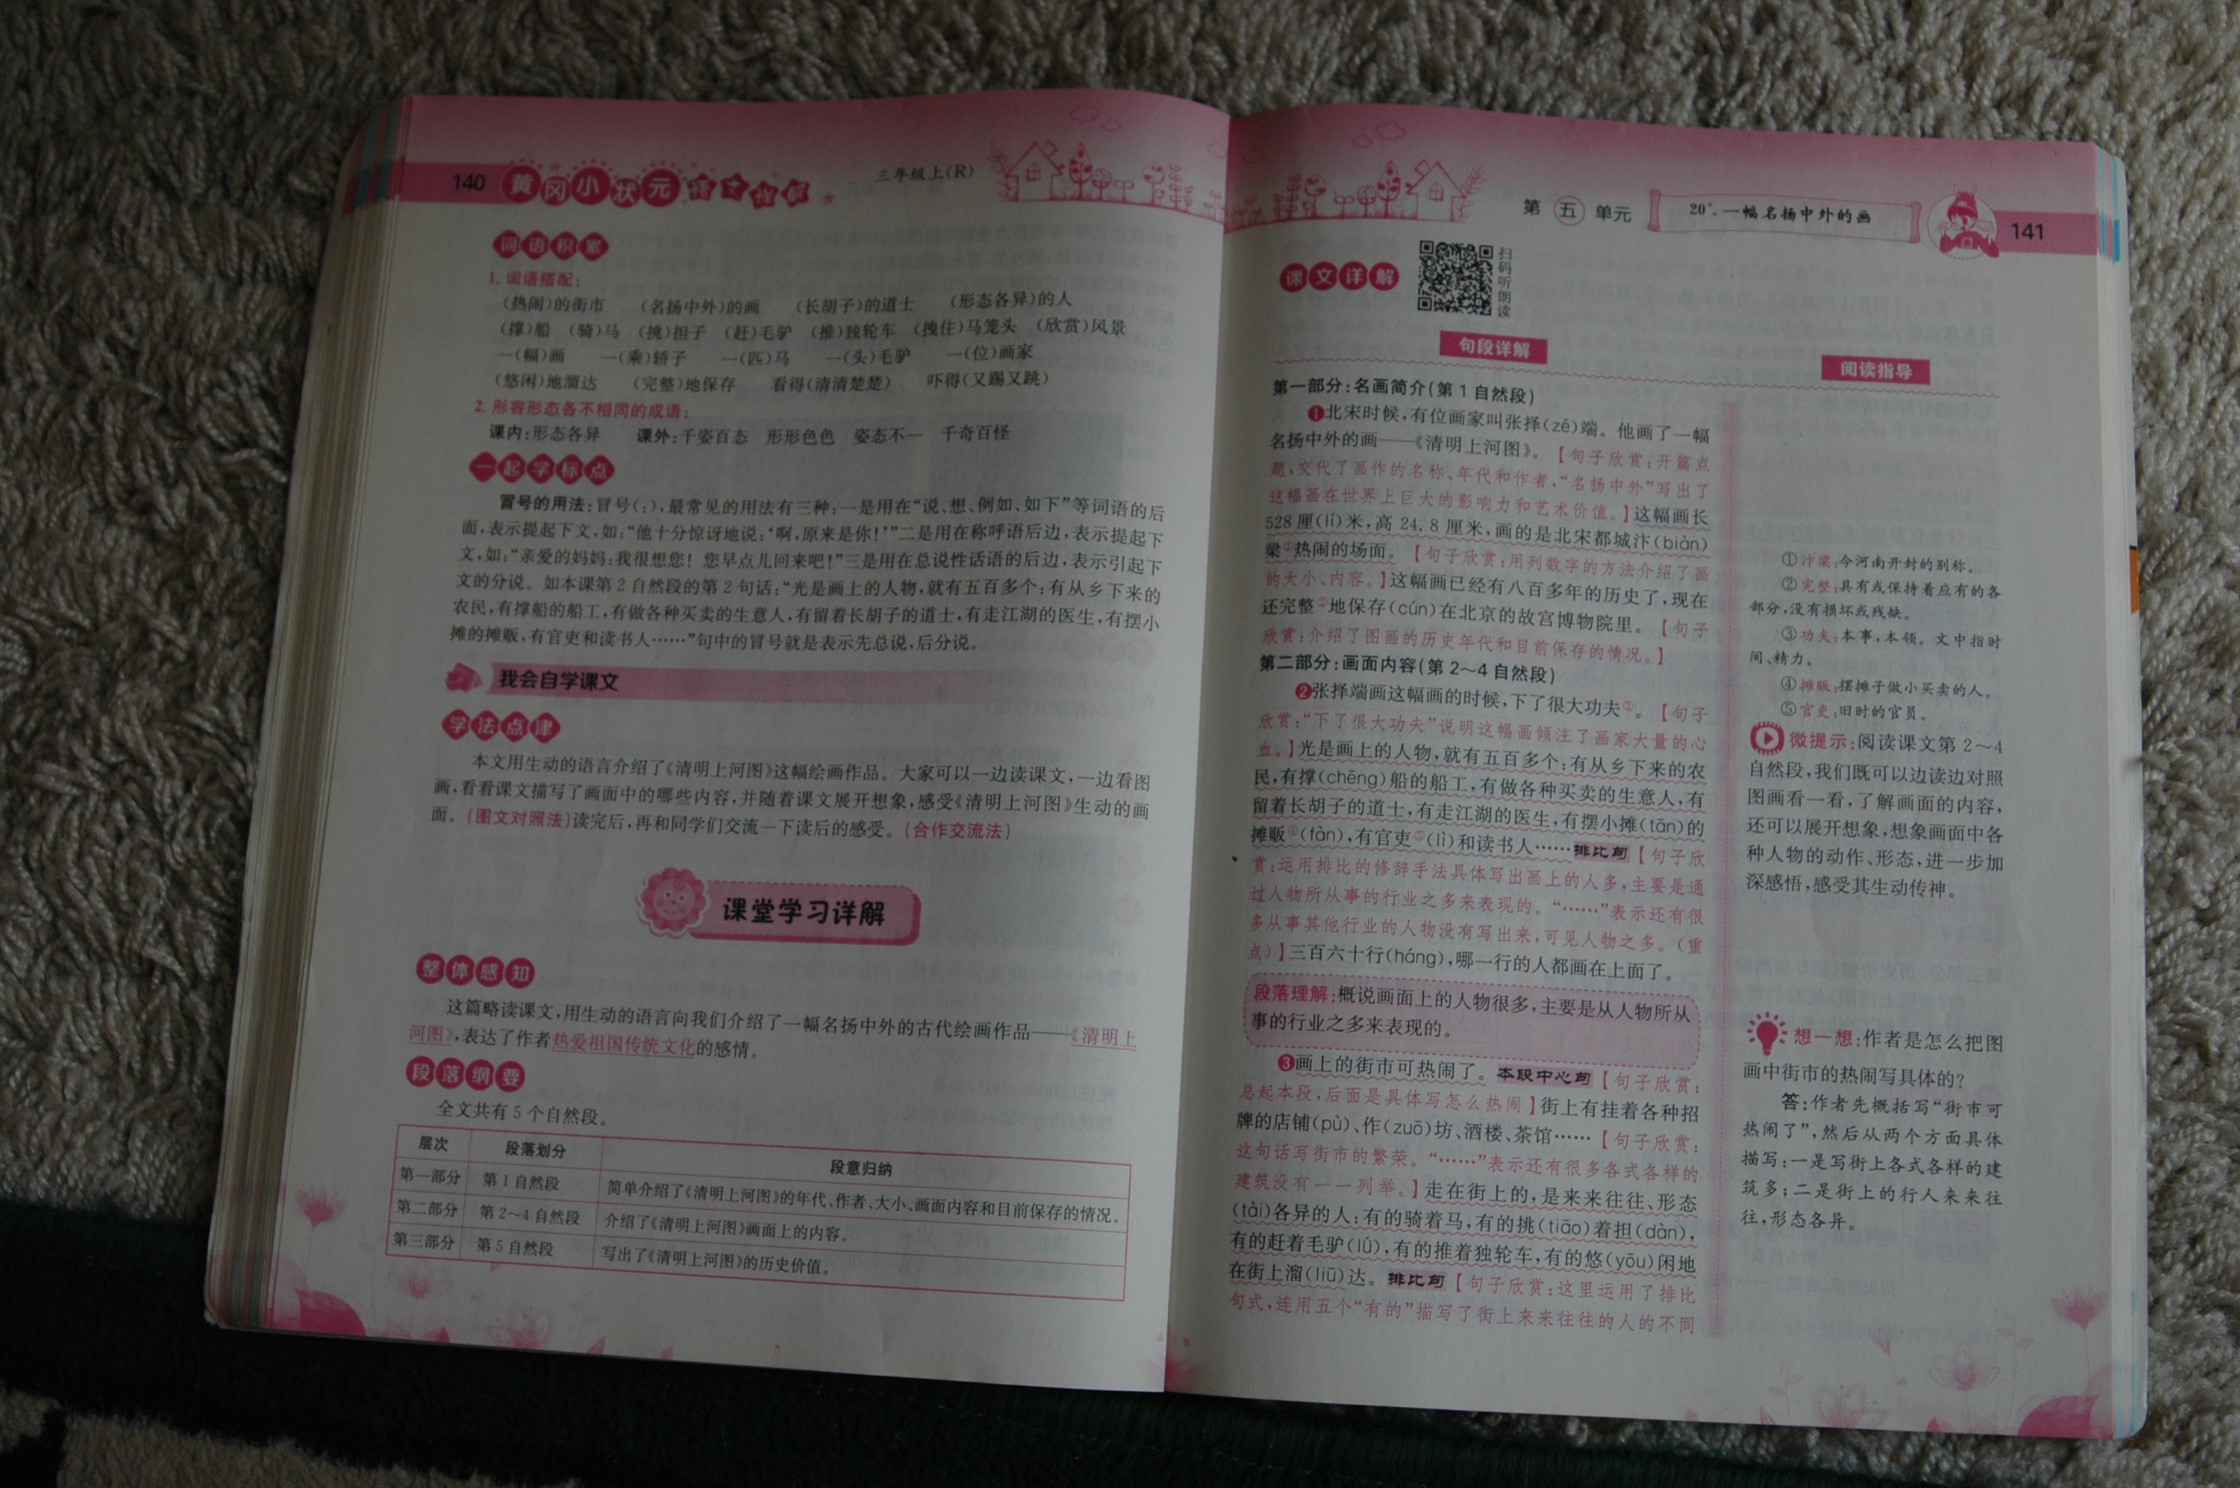 140 黄冈小状元 三年级上(R)
词语积累
1. 词语搭配:
(热闹)的街市 (名扬中外)的画 (长胡子)的道士 (形态各异)的人
(撑)船 (骑)马 (挑)担子 (赶)毛驴 (推)独轮车 (拽住)马笼头 (欣赏)风景
一(幅)画 一(乘)轿子 一(匹)马 一(头)毛驴 一(位)画家
(悠闲)地溜达 (完整)地保存 看得(清清楚楚) 吓得(又踢又跳)
2. 形容形态各不相同的成语:
课内:形态各异 课外:千姿百态 形形色色 姿态不一 千奇百怪
一起学标点
冒号的用法:冒号(:),最常见的用法有三种:一是用在“说、想、例如、如下”等词语的后
面,表示提起下文,如:“他十分惊讶地说:‘啊,原来是你!’”二是用在称呼语后边,表示提起下
文,如:“亲爱的妈妈:我很想您!您早点儿回来吧!”三是用在总说性话语的后边,表示引起下
文的分说。如本课第 2 自然段的第 2 句话:“光是画上的人物,就有五百多个:有从乡下来的
农民,有撑船的船工,有做各种买卖的生意人,有留着长胡子的道士,有走江湖的医生,有摆小
摊的摊贩,有官吏和读书人……”句中的冒号就是表示先总说,后分说。
我会自学课文
学法点津
本文用生动的语言介绍了《清明上河图》这幅绘画作品。大家可以一边读课文,一边看图
画,看看课文描写了画面中的哪些内容,并随着课文展开想象,感受《清明上河图》生动的画
面。(图文对照法)读完后,再和同学们交流一下读后的感受。(合作交流法)
课堂学习详解
整体感知
这篇略读课文,用生动的语言向我们介绍了一幅名扬中外的古代绘画作品——《清明上
河图》,表达了作者热爱祖国传统文化的感情。
段落纲要
全文共有 5 个自然段。
层次 段落划分 段意归纳
第一部分 第 1 自然段 简单介绍了《清明上河图》的年代、作者、大小、画面内容和目前保存的情况。
第二部分 第 2～4 自然段 介绍了《清明上河图》画面上的内容。
第三部分 第 5 自然段 写出了《清明上河图》的历史价值。
第五单元 20*. 一幅名扬中外的画 141
课文详解
扫码听朗读
句段详解
第一部分:名画简介(第 1 自然段)
❶北宋时候,有位画家叫张择(zé)端。他画了一幅
名扬中外的画——《清明上河图》。【句子欣赏:开篇点
题,交代了画作的名称、年代和作者,“名扬中外”写出了
这幅画在世界上巨大的影响力和艺术价值。】这幅画长
528 厘(lí)米,高 24.8 厘米,画的是北宋都城汴(biàn)
梁①热闹的场面。【句子欣赏:用列数字的方法介绍了画
的大小、内容。】这幅画已经有八百多年的历史了,现在
还完整②地保存(cún)在北京的故宫博物院里。【句子
欣赏:介绍了图画的历史年代和目前保存的情况。】
第二部分:画面内容(第 2～4 自然段)
❷张择端画这幅画的时候,下了很大功夫③。【句子
欣赏:“下了很大功夫”说明这幅画倾注了画家大量的心
血。】光是画上的人物,就有五百多个:有从乡下来的农
民,有撑(chēng)船的船工,有做各种买卖的生意人,有
留着长胡子的道士,有走江湖的医生,有摆小摊(tān)的
摊贩④(fàn),有官吏⑤(lì)和读书人……排比句【句子欣
赏:运用排比的修辞手法具体写出画上的人多,主要是通
过人物所从事的行业之多来表现的。“……”表示还有很
多从事其他行业的人物没有写出来,可见人物之多。(重
点)】三百六十行(háng),哪一行的人都画在上面了。
段落理解:概说画面上的人物很多,主要是从人物所从
事的行业之多来表现的。
❸画上的街市可热闹了。本段中心句【句子欣赏:
总起本段,后面是具体写怎么热闹】街上有挂着各种招
牌的店铺(pù)、作(zuō)坊、酒楼、茶馆……【句子欣赏:
这句话写街市的繁荣。“……”表示还有很多各式各样的
建筑没有一一列举。】走在街上的,是来来往往、形态
(tài)各异的人:有的骑着马,有的挑(tiāo)着担(dàn),
有的赶着毛驴(lǘ),有的推着独轮车,有的悠(yōu)闲地
在街上溜(liū)达。排比句【句子欣赏:这里运用了排比
句式,连用五个“有的”描写了街上来来往往的人的不同
阅读指导
①汴梁:今河南开封的别称。
②完整:具有或保持着应有的各
部分,没有损坏或残缺。
③功夫:本事,本领。文中指时
间、精力。
④摊贩:摆摊子做小买卖的人。
⑤官吏:旧时的官员。
微提示:阅读课文第 2～4
自然段,我们既可以边读边对照
图画看一看,了解画面的内容,
还可以展开想象,想象画面中各
种人物的动作、形态,进一步加
深感悟,感受其生动传神。
想一想:作者是怎么把图
画中街市的热闹写具体的?
答:作者先概括写“街市可
热闹了”,然后从两个方面具体
描写:一是写街上各式各样的建
筑多;二是街上的行人来来往
往,形态各异。